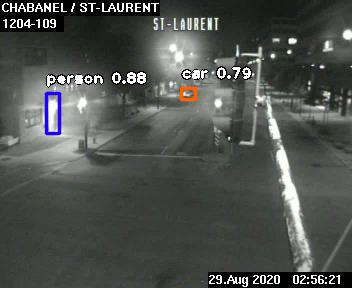 CHABANEL / ST-LAURENT
1204-109
ST-LAURENT
person 0.88
car 0.79
29.Aug 2020 02:56:21